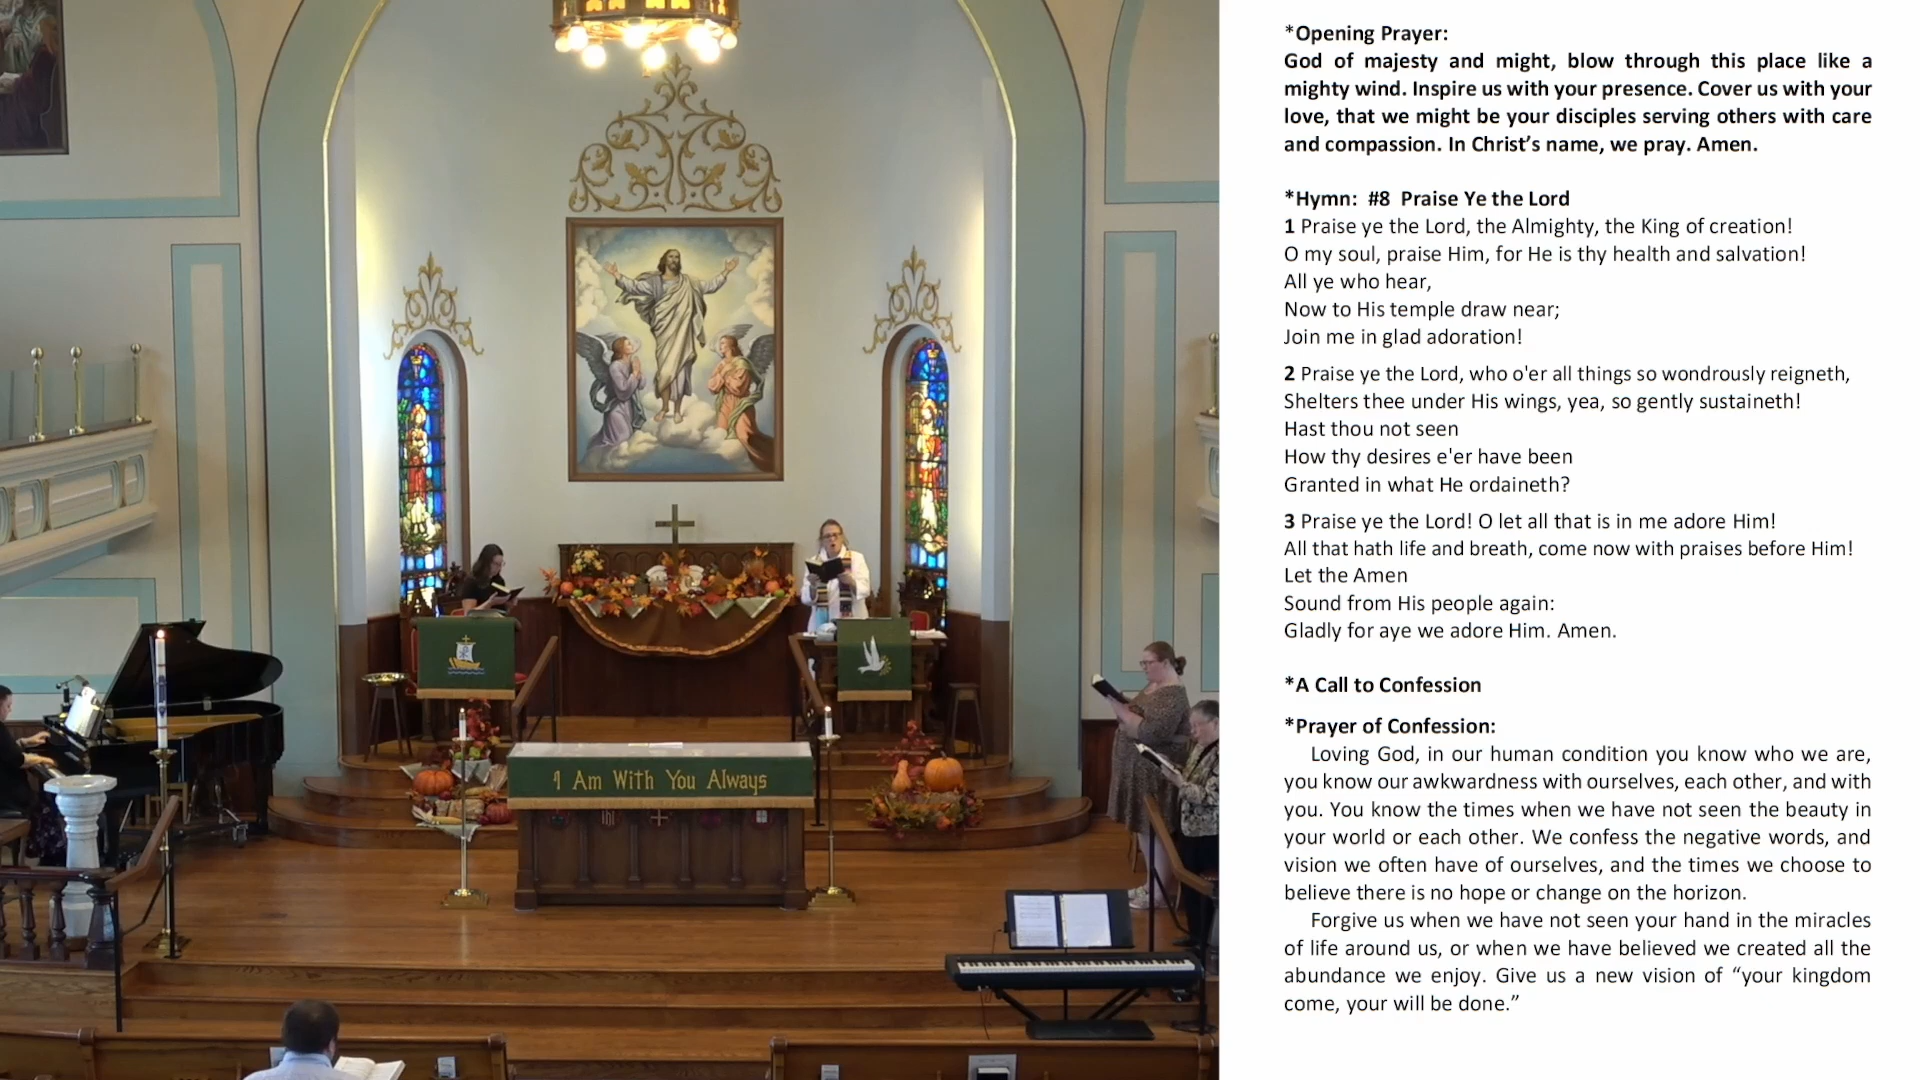 *Opening Prayer:
God of majesty and might, blow through this place like a
mighty wind. Inspire us with your presence. Cover us with your
love, that we might be your disciples serving others with care
and compassion. In Christ’s name, we pray. Amen.
*Hymn: #8 Praise Ye the Lord
1 Praise ye the Lord, the Almighty, the King of creation!
O my soul, praise Him, for He is thy health and salvation!
All ye who hear,
Now to His temple draw near;
Join me in glad adoration!
2 Praise ye the Lord, who o'er all things so wondrously reigneth,
Shelters thee under His wings, yea, so gently sustaineth!
Hast thou not seen
How thy desires e'er have been
Granted in what He ordaineth?
3 Praise ye the Lord! O let all that is in me adore Him!
All that hath life and breath, come now with praises before Him!
Let the Amen
Sound from His people again:
Gladly for aye we adore Him. Amen.
*A Call to Confession
*Prayer of Confession:
Loving God, in our human condition you know who we are,
you know our awkwardness with ourselves, each other, and with
you. You know the times when we have not seen the beauty in
your world or each other. We confess the negative words, and
vision we often have of ourselves, and the times we choose to
believe there is no hope or change on the horizon.
Forgive us when we have not seen your hand in the miracles
of life around us, or when we have believed we created all the
abundance we enjoy. Give us a new vision of “your kingdom
come, your will be done.”
I Am With You Always